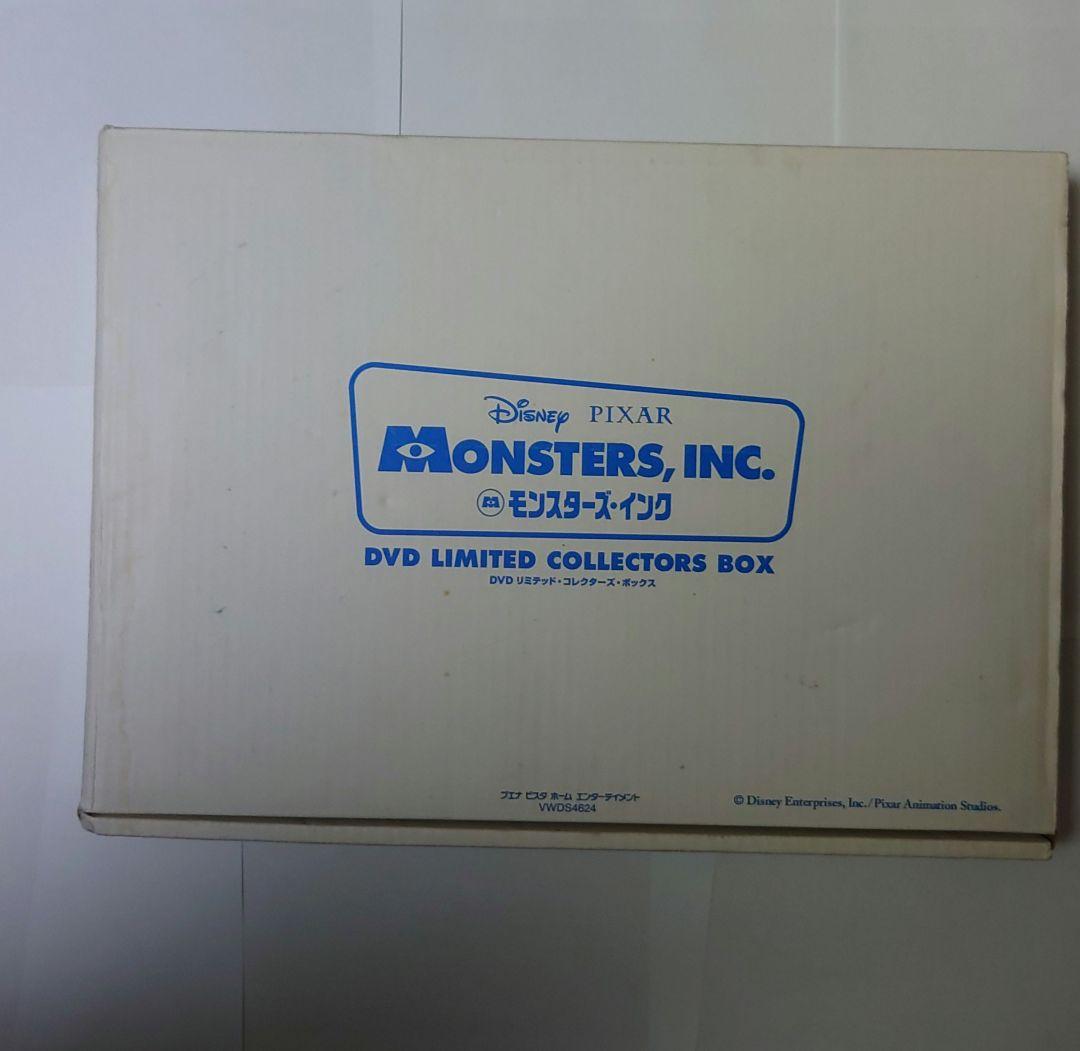 Disney PIXAR
MONSTERS, INC.
モンスターズ・インク
DVD LIMITED COLLECTORS BOX
DVD リミテッド・コレクターズ・ボックス
ブエナ ビスタ ホーム エンターテイメント
VWDS4624
© Disney Enterprises, Inc./Pixar Animation Studios.